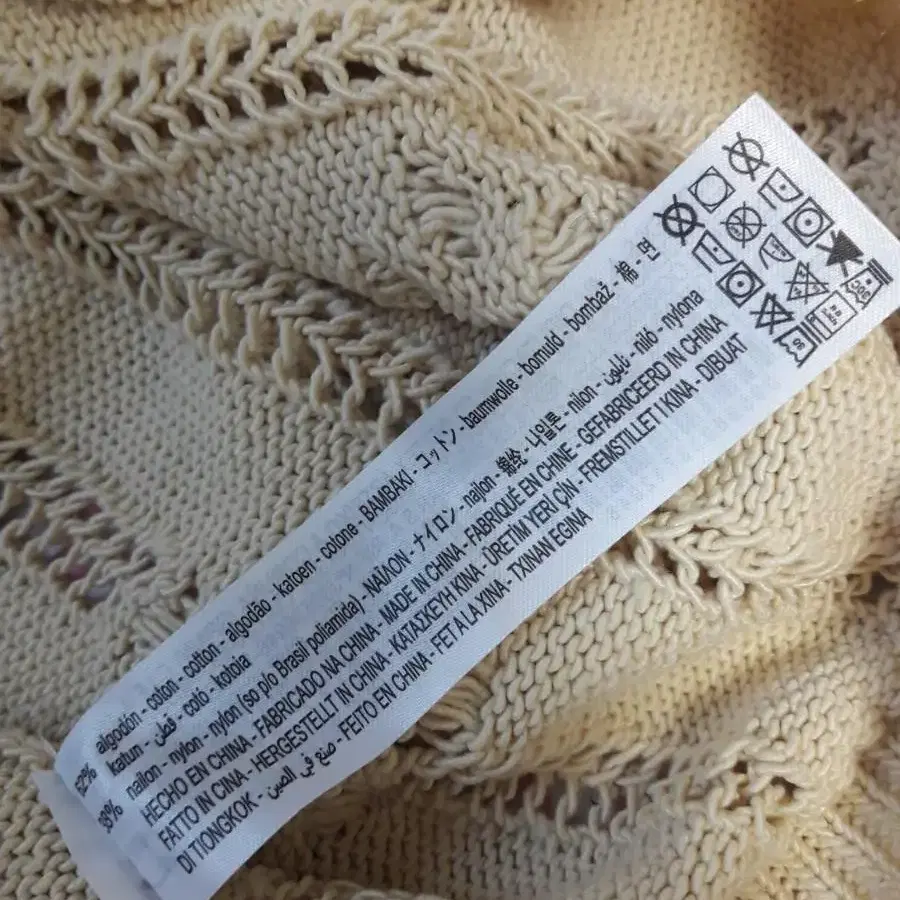 62% algodón - coton - cotton - algodão - katoen - cotone - ΒΑΜΒΑΚΙ - コットン - baumwolle - bomuld - bombaž - 棉 - 면
katun - قطن - cotó - kotoia
38% nailon - nylon - nylon (so p/o Brasil poliamida) - ΝΑΪΛΟΝ - ナイロン - najlon - 锦纶 - 나일론 - nilon - نايلون - niló - nylona
HECHO EN CHINA - FABRICADO NA CHINA - MADE IN CHINA - FABRIQUÉ EN CHINE - GEFABRICEERD IN CHINA
FATTO IN CINA - HERGESTELLT IN CHINA - ΚΑΤΑΣΚΕΥΗ ΚΙΝΑ - ÜRETİM YERİ ÇİN - FREMSTILLET I KINA - DIBUAT
DI TIONGKOK - صنع في الصين - FEITO EN CHINA - FET A LA XINA - TXINAN EGINA